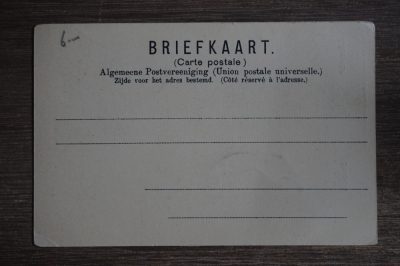 6.—
BRIEFKAART.
(Carte postale)
Algemeene Postvereeniging (Union postale universelle.)
Zijde voor het adres bestemd. (Côté réservé à l'adresse.)